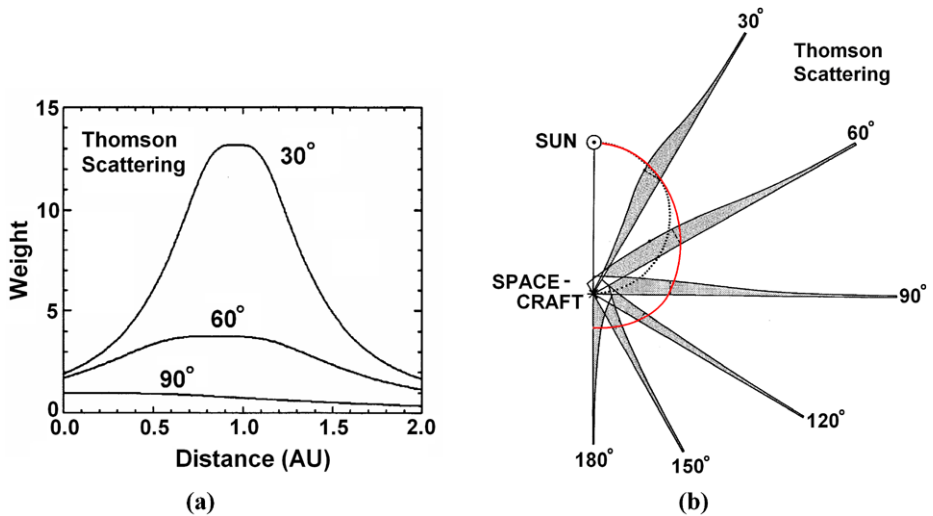 15
10
5
0
Weight
Thomson
Scattering
30°
60°
90°
0.0 0.5 1.0 1.5 2.0
Distance (AU)
(a)
30°
Thomson
Scattering
60°
SUN
SPACE -
CRAFT
90°
120°
150°
180°
(b)